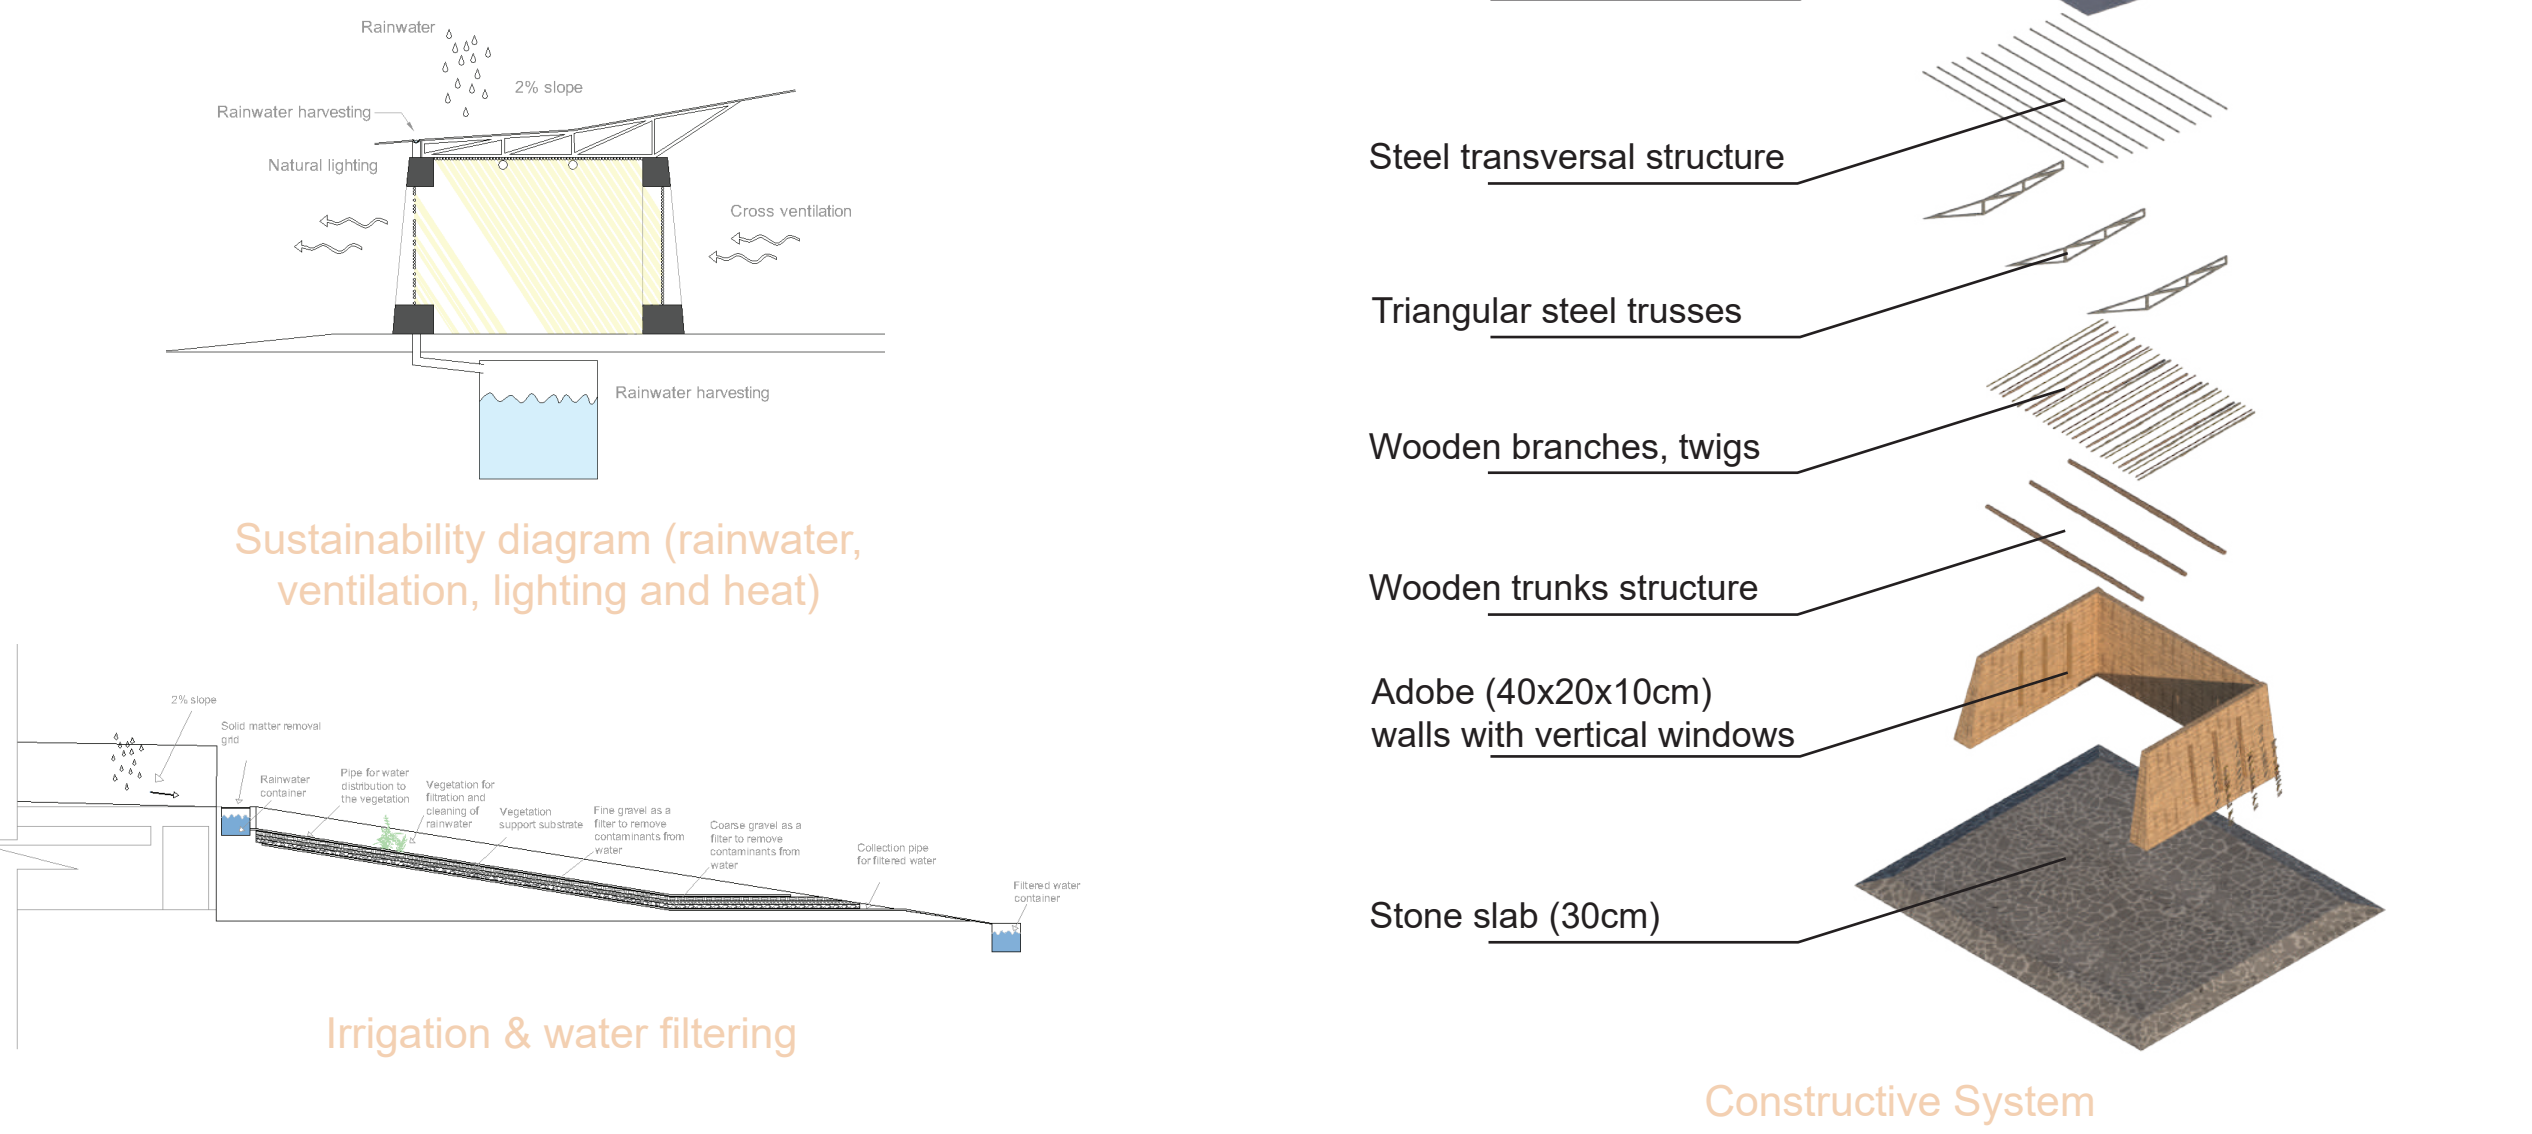 Rainwater
2% slope
Rainwater harvesting
Natural lighting
Cross ventilation
Rainwater harvesting
Sustainability diagram (rainwater,
ventilation, lighting and heat)
2% slope
Solid matter removal
grid
Rainwater
container
Pipe for water
distribution to
the vegetation
Vegetation for
filtration and
cleaning of
rainwater
Vegetation
support substrate
Fine gravel as a
filter to remove
contaminants from
water
Coarse gravel as a
filter to remove
contaminants from
water
Collection pipe
for filtered water
Filtered water
container
Irrigation & water filtering
Steel transversal structure
Triangular steel trusses
Wooden branches, twigs
Wooden trunks structure
Adobe (40x20x10cm)
walls with vertical windows
Stone slab (30cm)
Constructive System